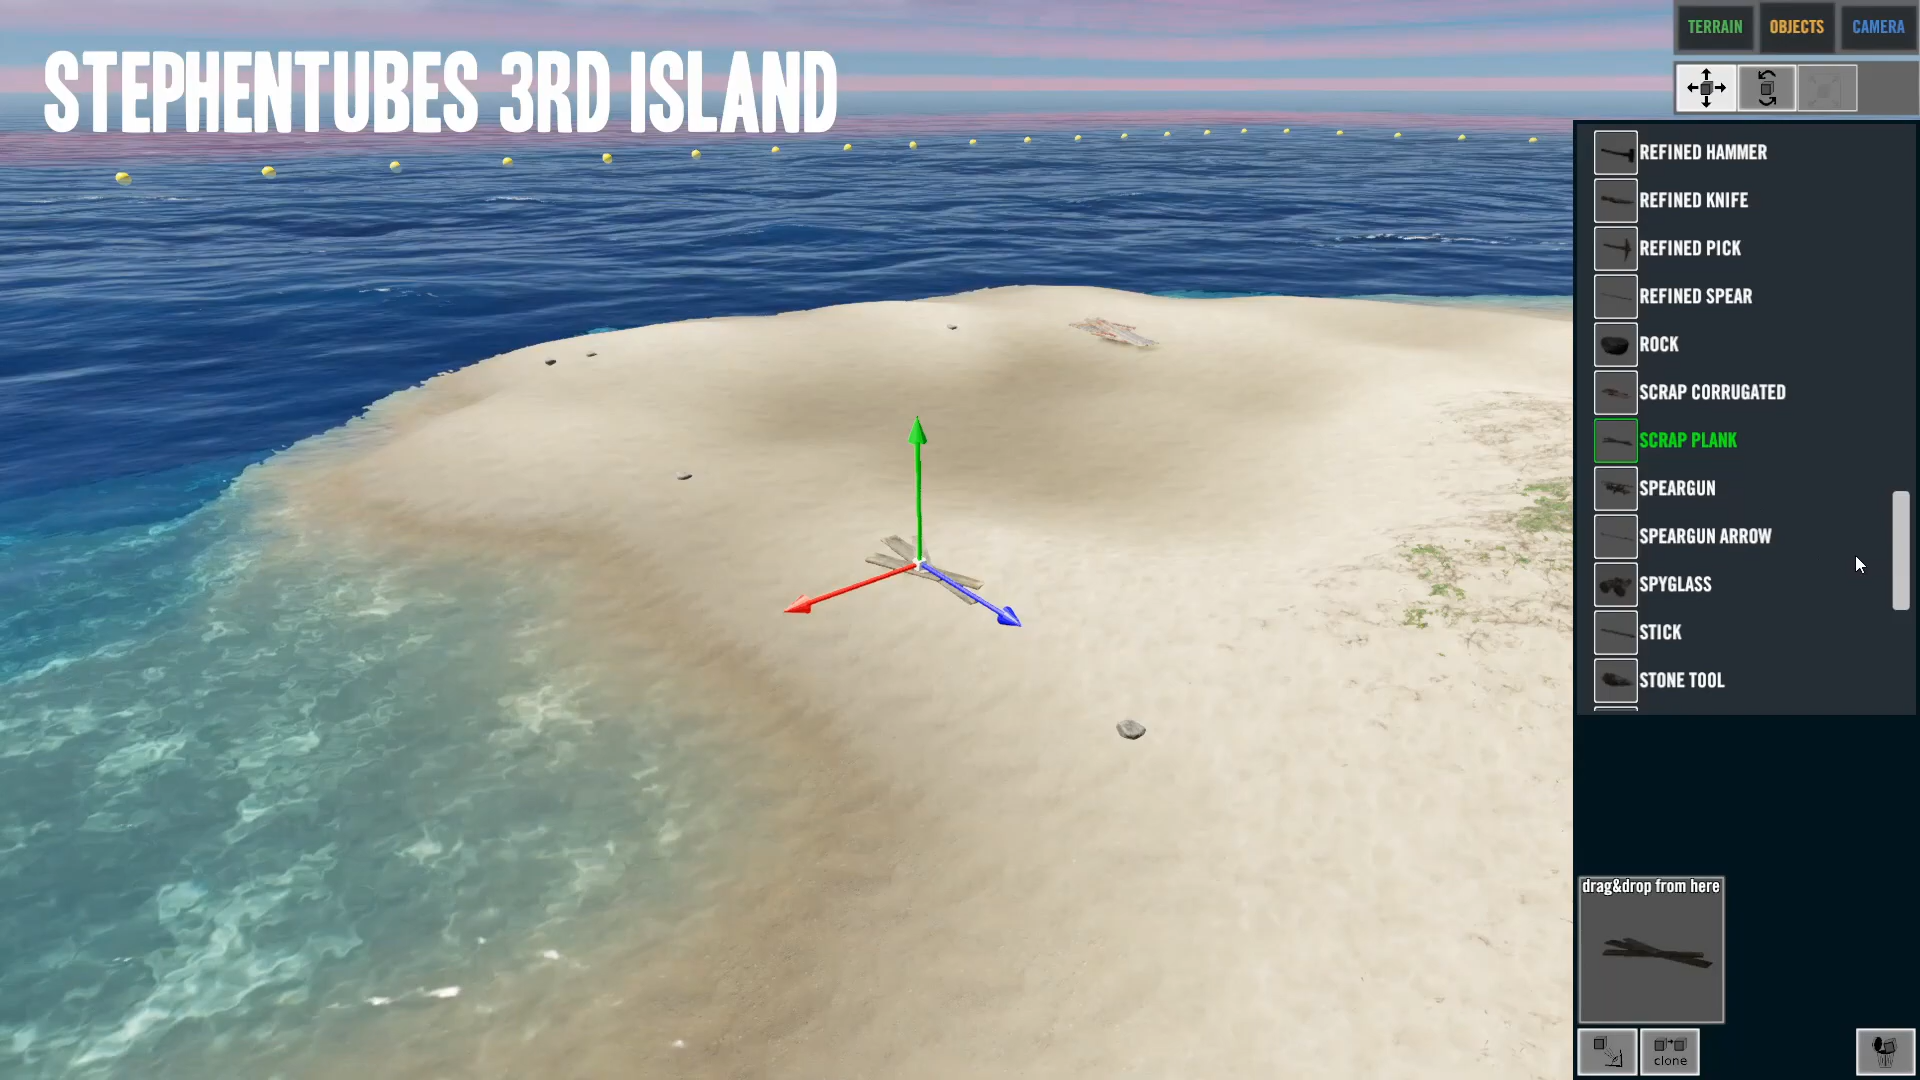 STEPHENTUBES 3RD ISLAND
TERRAIN
OBJECTS
CAMERA
REFINED HAMMER
REFINED KNIFE
REFINED PICK
REFINED SPEAR
ROCK
SCRAP CORRUGATED
SCRAP PLANK
SPEARGUN
SPEARGUN ARROW
SPYGLASS
STICK
STONE TOOL
drag&drop from here
clone